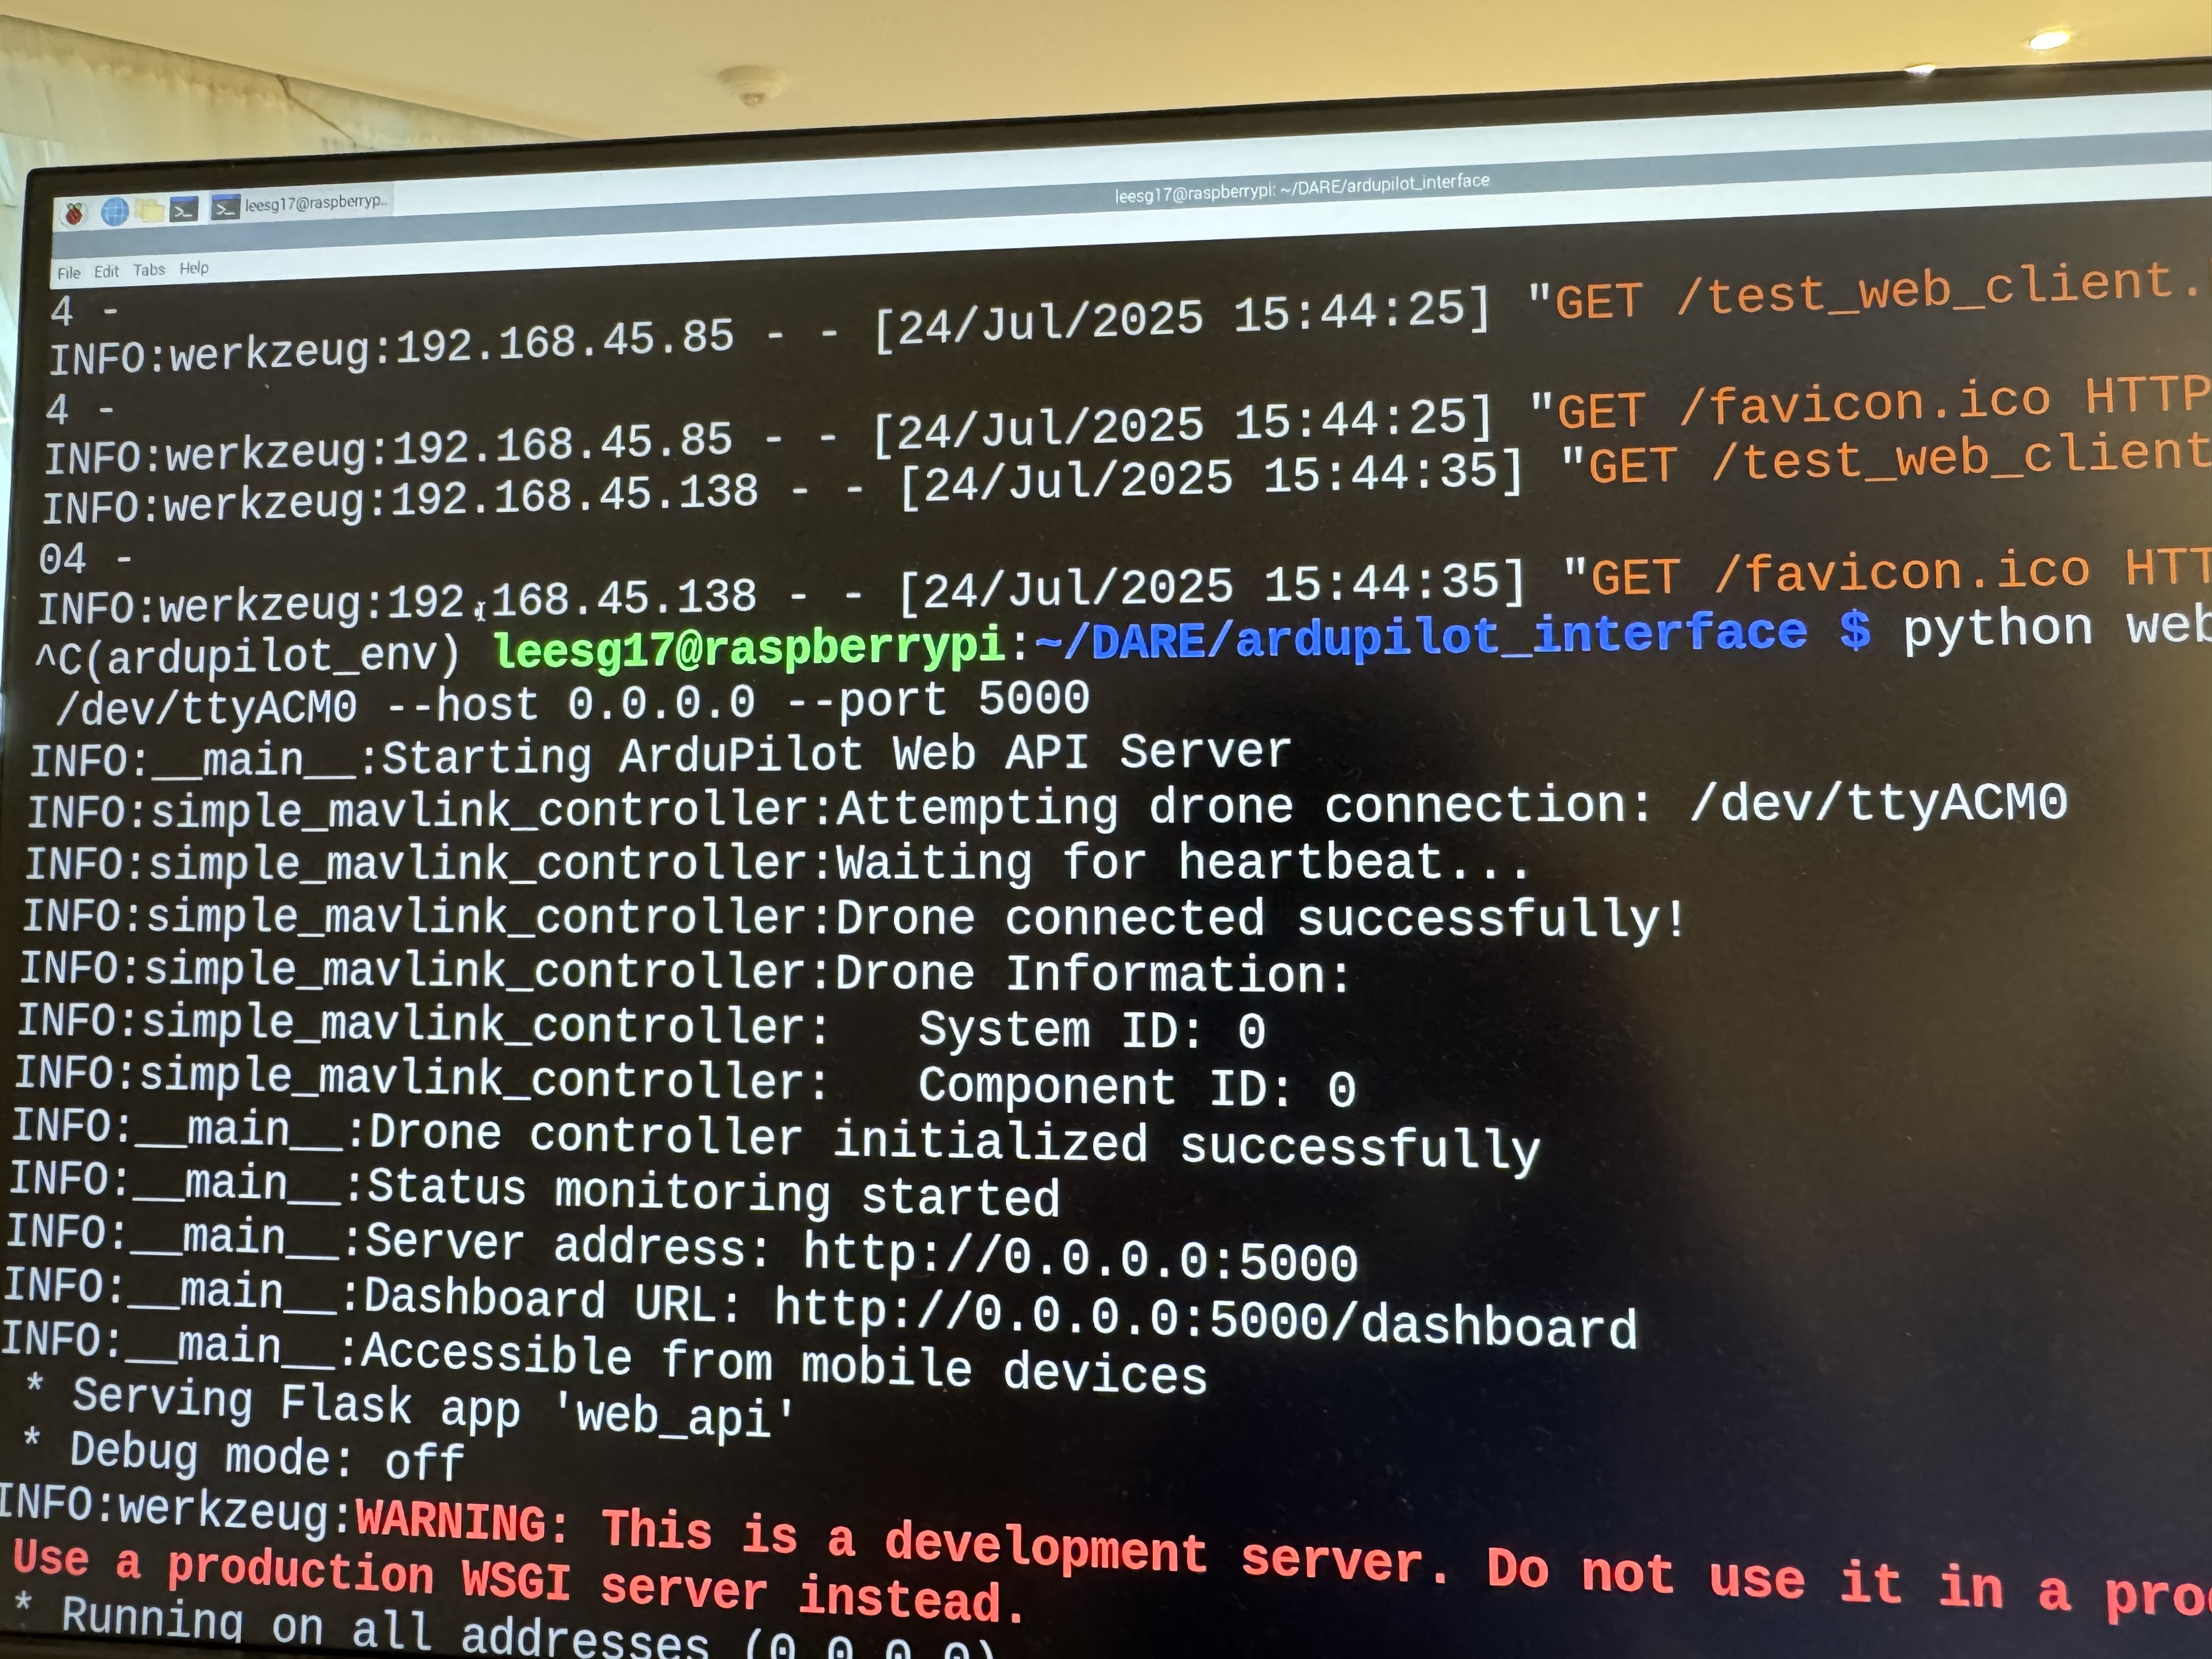 leesg17@raspberryp..
leesg17@raspberrypi: ~/DARE/ardupilot_interface
File Edit Tabs Help
4 -
INFO:werkzeug:192.168.45.85 - - [24/Jul/2025 15:44:25] "GET /test_web_client.
4 -
INFO:werkzeug:192.168.45.85 - - [24/Jul/2025 15:44:25] "GET /favicon.ico HTTP
INFO:werkzeug:192.168.45.138 - - [24/Jul/2025 15:44:35] "GET /test_web_client
04 -
INFO:werkzeug:192.168.45.138 - - [24/Jul/2025 15:44:35] "GET /favicon.ico HTT
^C(ardupilot_env) leesg17@raspberrypi:~/DARE/ardupilot_interface $ python web
/dev/ttyACM0 --host 0.0.0.0 --port 5000
INFO:__main__:Starting ArduPilot Web API Server
INFO:simple_mavlink_controller:Attempting drone connection: /dev/ttyACM0
INFO:simple_mavlink_controller:Waiting for heartbeat...
INFO:simple_mavlink_controller:Drone connected successfully!
INFO:simple_mavlink_controller:Drone Information:
INFO:simple_mavlink_controller:   System ID: 0
INFO:simple_mavlink_controller:   Component ID: 0
INFO:__main__:Drone controller initialized successfully
INFO:__main__:Status monitoring started
INFO:__main__:Server address: http://0.0.0.0:5000
INFO:__main__:Dashboard URL: http://0.0.0.0:5000/dashboard
INFO:__main__:Accessible from mobile devices
* Serving Flask app 'web_api'
* Debug mode: off
INFO:werkzeug:WARNING: This is a development server. Do not use it in a pro
Use a production WSGI server instead.
* Running on all addresses (0.0.0.0)